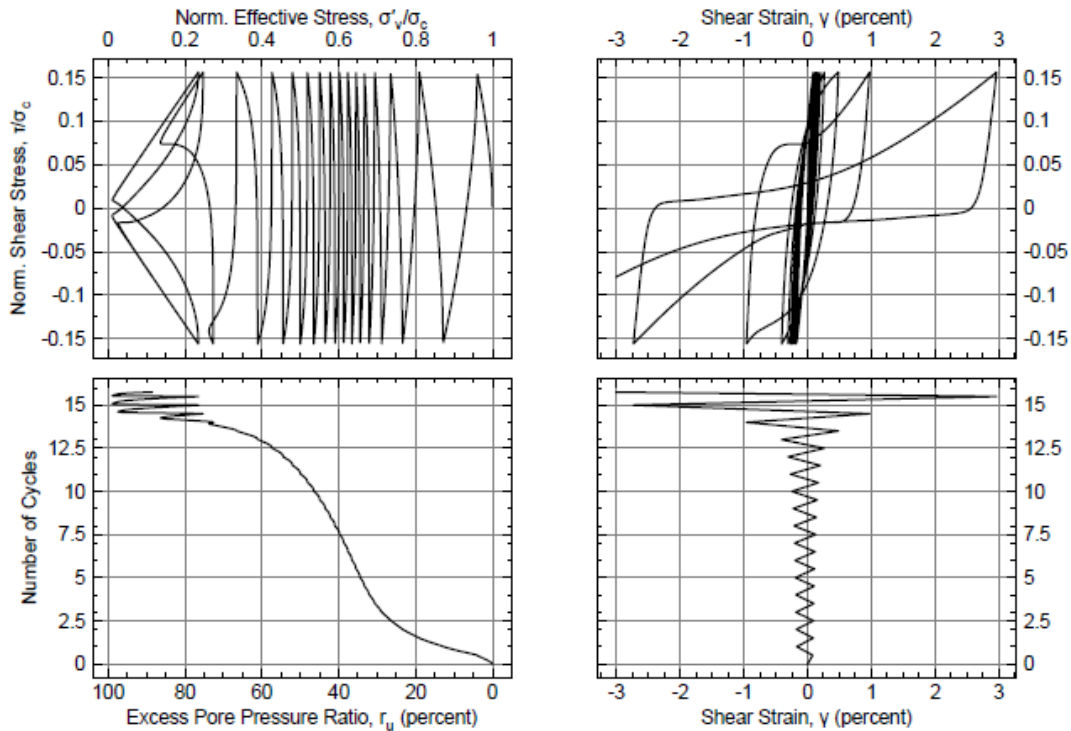 Norm. Effective Stress, σ'v/σc
0 0.2 0.4 0.6 0.8 1
Norm. Shear Stress, τ/σc
0.15
0.1
0.05
0
-0.05
-0.1
-0.15
Shear Strain, γ (percent)
-3 -2 -1 0 1 2 3
0.15
0.1
0.05
0
-0.05
-0.1
-0.15
Number of Cycles
15
12.5
10
7.5
5
2.5
0
100 80 60 40 20 0
Excess Pore Pressure Ratio, ru (percent)
15
12.5
10
7.5
5
2.5
0
-3 -2 -1 0 1 2 3
Shear Strain, γ (percent)